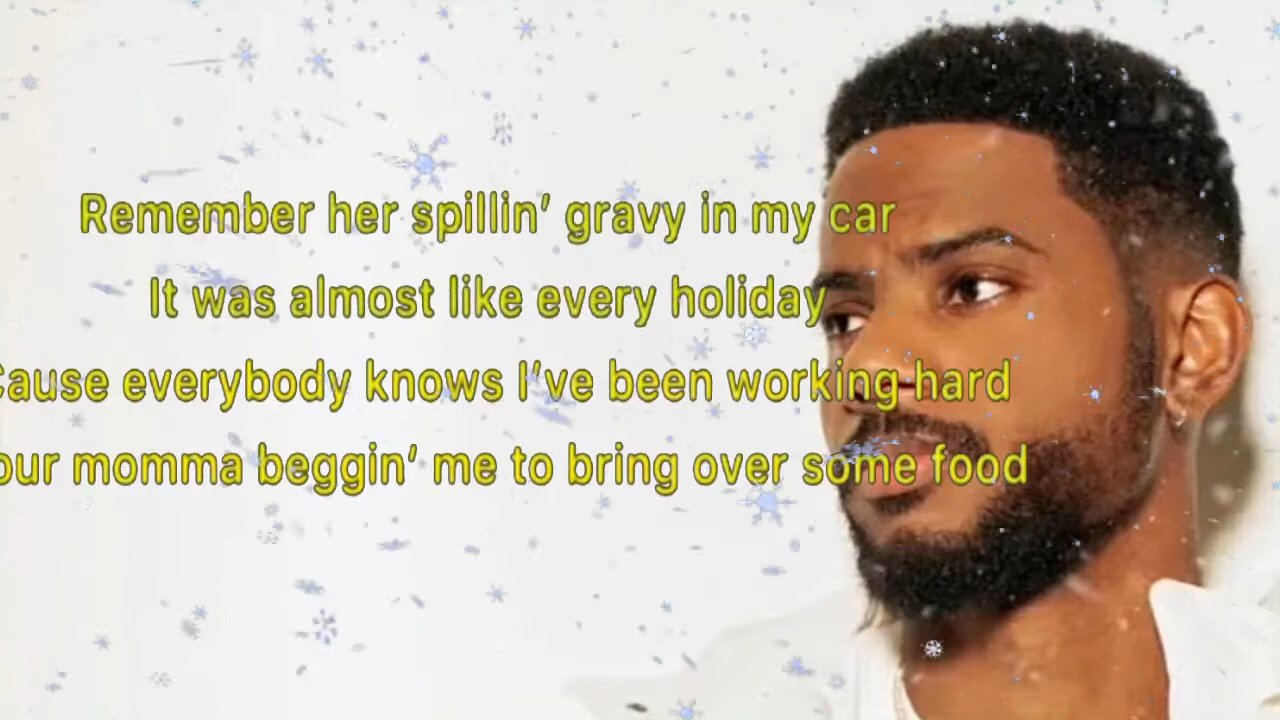 Remember her spillin’ gravy in my car
It was almost like every holiday
Cause everybody knows I’ve been working hard
our momma beggin’ me to bring over some food